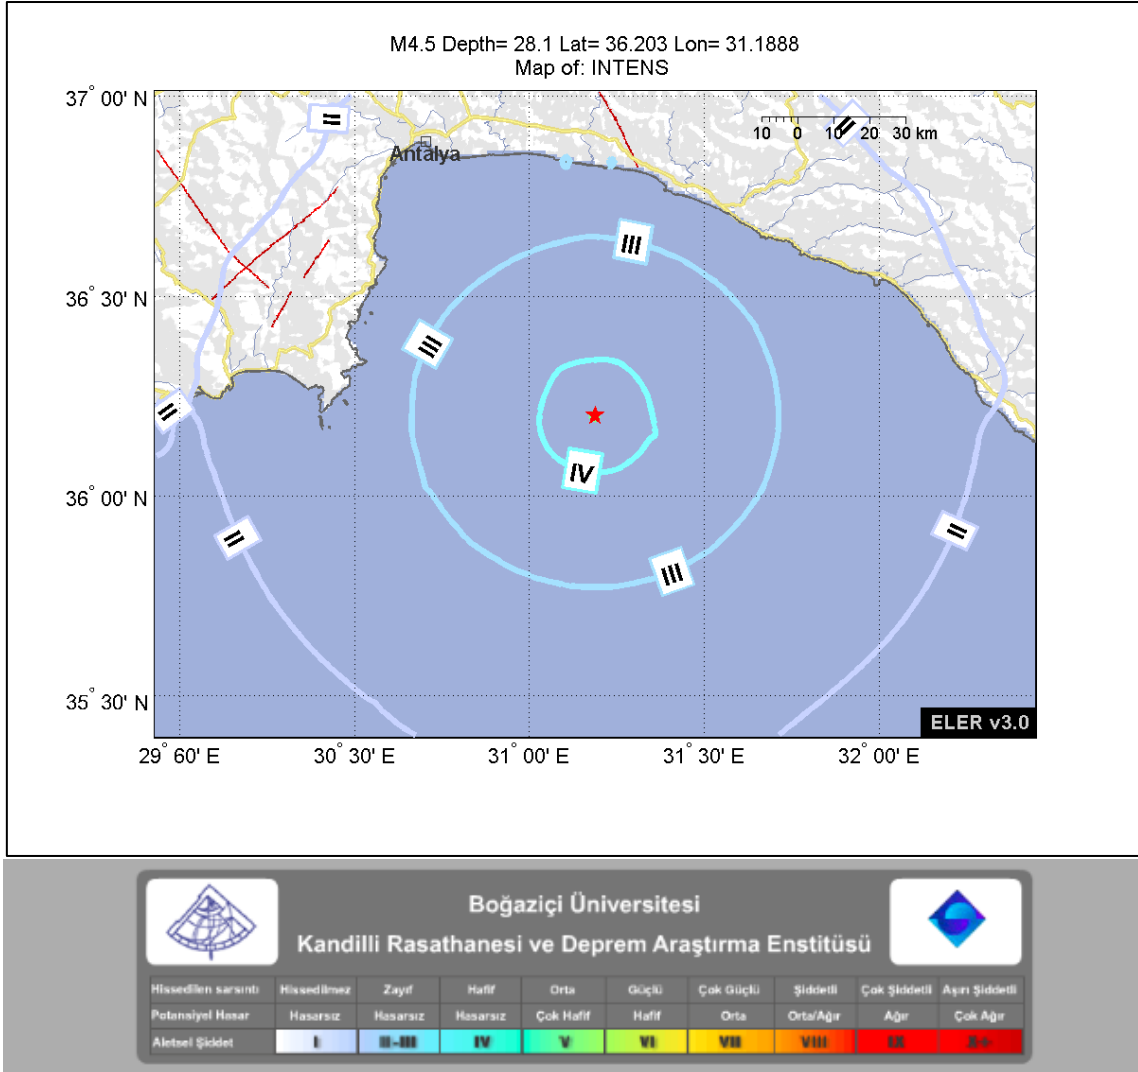 M4.5 Depth= 28.1 Lat= 36.203 Lon= 31.1888
Map of: INTENS
37° 00' N
II
II
10 0 10 20 30 km
Antalya
III
36° 30' N
III
II
IV
36° 00' N
II
II
III
35° 30' N
ELER v3.0
29° 60' E 30° 30' E 31° 00' E 31° 30' E 32° 00' E
Boğaziçi Üniversitesi
Kandilli Rasathanesi ve Deprem Araştırma Enstitüsü
Hissedilen sarsıntı Hissedilmez Zayıf Hafif Orta Güçlü Çok Güçlü Şiddetli Çok Şiddetli Aşırı Şiddetli
Potansiyel Hasar Hasarsız Hasarsız Hasarsız Çok Hafif Hafif Orta Orta/Ağır Ağır Çok Ağır
Aletsel Şiddet I II-III IV V VI VII VIII IX X+